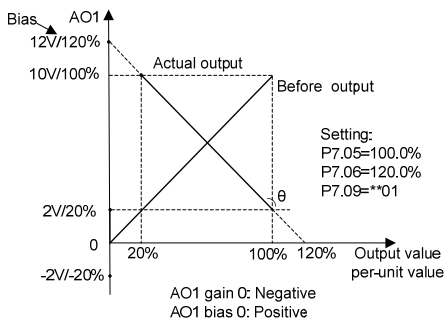 Bias
AO1
12V/120%
10V/100%
Actual output
Before output
Setting:
P7.05=100.0%
P7.06=120.0%
P7.09=**01
θ
2V/20%
0
20%
100%
120%
Output value
per-unit value
-2V/-20%
AO1 gain 0: Negative
AO1 bias 0: Positive